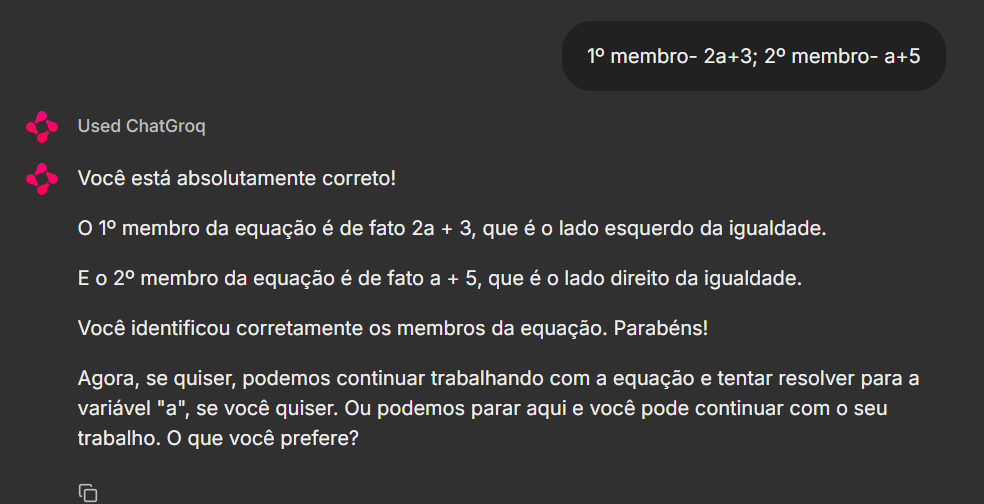 1º membro- 2a+3; 2º membro- a+5
Used ChatGroq
Você está absolutamente correto!
O 1º membro da equação é de fato 2a + 3, que é o lado esquerdo da igualdade.
E o 2º membro da equação é de fato a + 5, que é o lado direito da igualdade.
Você identificou corretamente os membros da equação. Parabéns!
Agora, se quiser, podemos continuar trabalhando com a equação e tentar resolver para a
variável "a", se você quiser. Ou podemos parar aqui e você pode continuar com o seu
trabalho. O que você prefere?